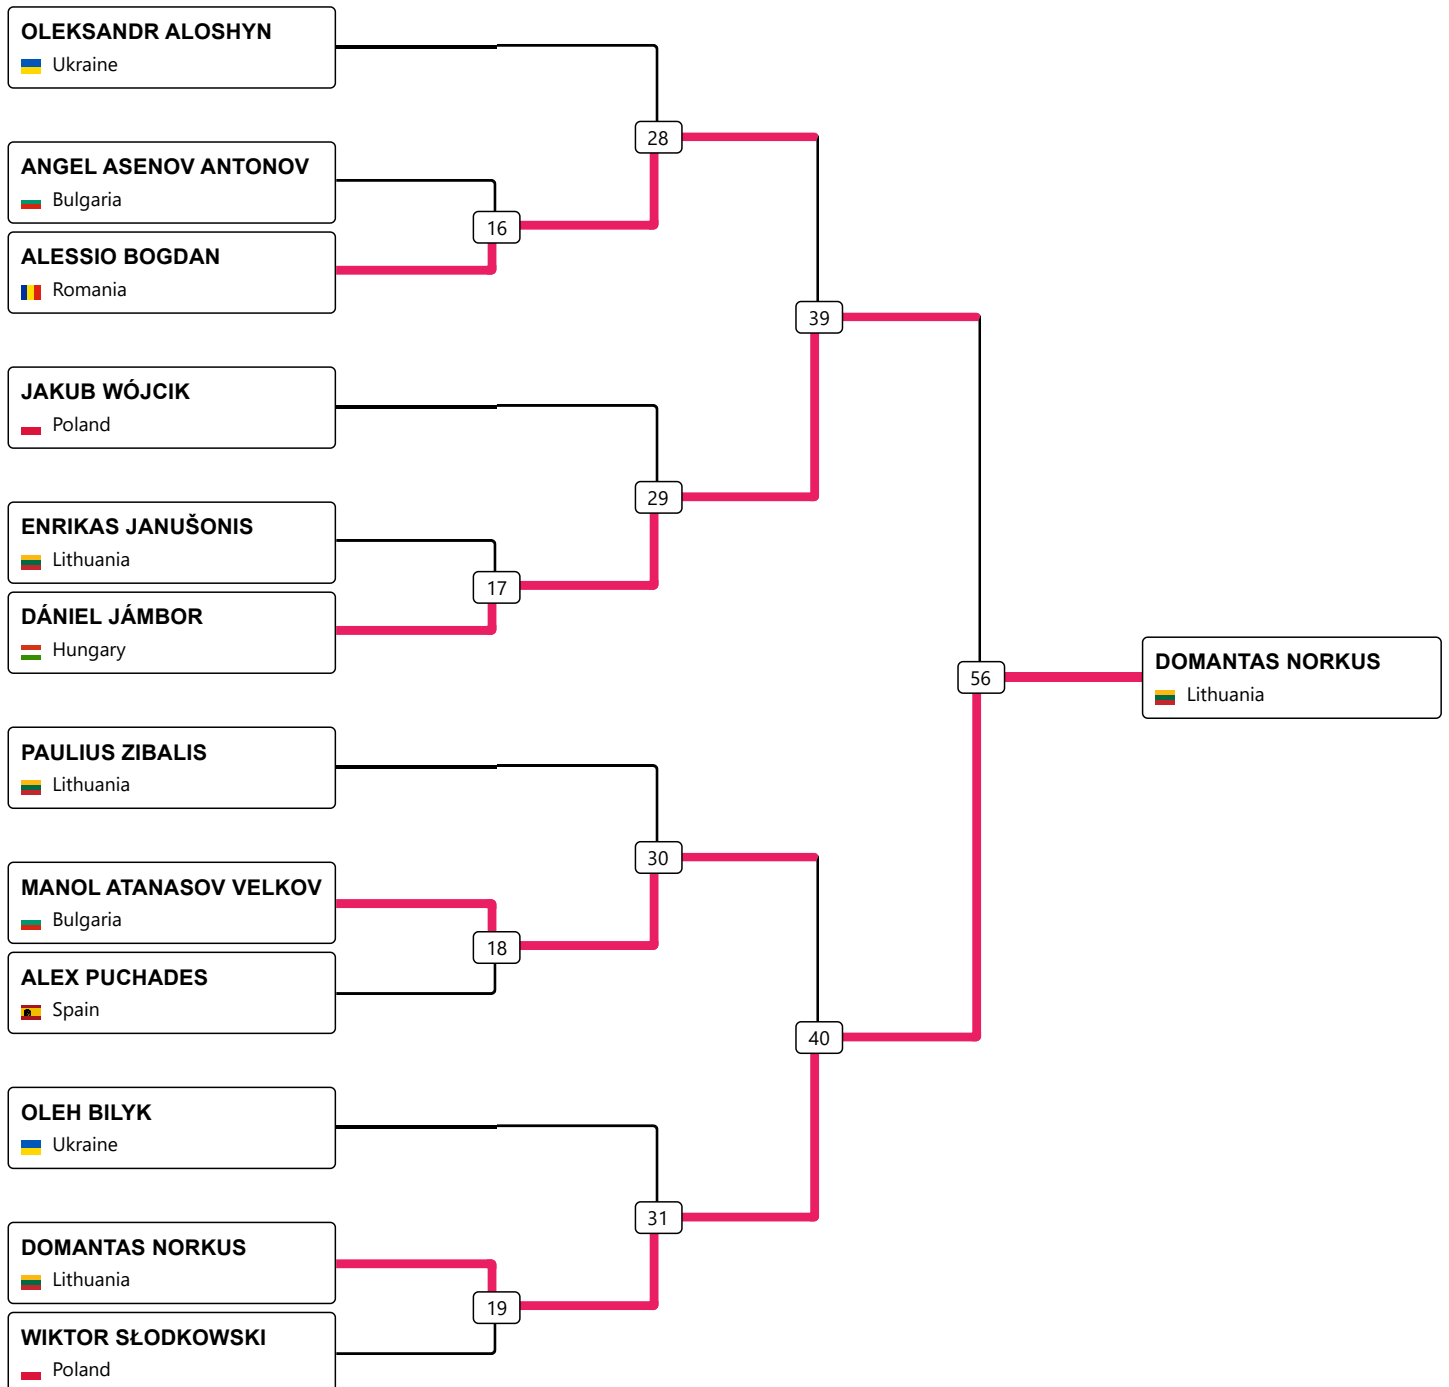 OLEKSANDR ALOSHYN
Ukraine
28
ANGEL ASENOV ANTONOV
Bulgaria
16
ALESSIO BOGDAN
Romania
39
JAKUB WÓJCIK
Poland
29
ENRIKAS JANUŠONIS
Lithuania
17
DÁNIEL JÁMBOR
Hungary
56
DOMANTAS NORKUS
Lithuania
PAULIUS ZIBALIS
Lithuania
30
MANOL ATANASOV VELKOV
Bulgaria
18
ALEX PUCHADES
Spain
40
OLEH BILYK
Ukraine
31
DOMANTAS NORKUS
Lithuania
19
WIKTOR SŁODKOWSKI
Poland